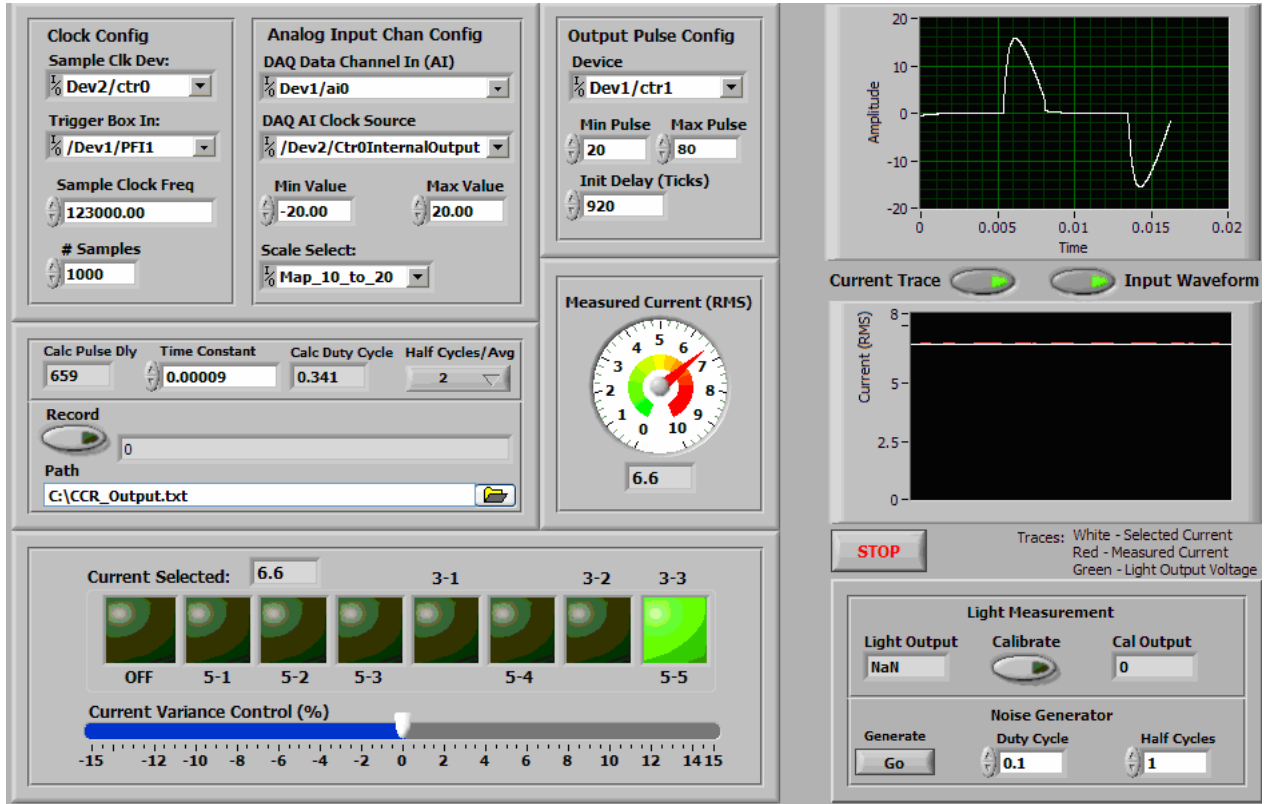 Clock Config
Sample Clk Dev:
Dev2/ctr0
Trigger Box In:
/Dev1/PFI1
Sample Clock Freq
123000.00
# Samples
1000
Analog Input Chan Config
DAQ Data Channel In (AI)
Dev1/ai0
DAQ AI Clock Source
/Dev2/Ctr0InternalOutput
Min Value Max Value
-20.00 20.00
Scale Select:
Map_10_to_20
Output Pulse Config
Device
Dev1/ctr1
Min Pulse Max Pulse
20 80
Init Delay (Ticks)
920
Amplitude
20
10
0
-10
-20
0 0.005 0.01 0.015 0.02
Time
Current Trace Input Waveform
Calc Pulse Dly Time Constant Calc Duty Cycle Half Cycles/Avg
659 0.00009 0.341 2
Record
0
Path
C:\CCR_Output.txt
Measured Current (RMS)
0 1 2 3 4 5 6 7 8 9 10
6.6
Current (RMS)
8
5
2.5
0
STOP
Traces: White - Selected Current
Red - Measured Current
Green - Light Output Voltage
Current Selected: 6.6 3-1 3-2 3-3
OFF 5-1 5-2 5-3 5-4 5-5
Current Variance Control (%)
-15 -12 -10 -8 -6 -4 -2 0 2 4 6 8 10 12 14 15
Light Measurement
Light Output Calibrate Cal Output
NaN 0
Noise Generator
Generate Duty Cycle Half Cycles
Go 0.1 1